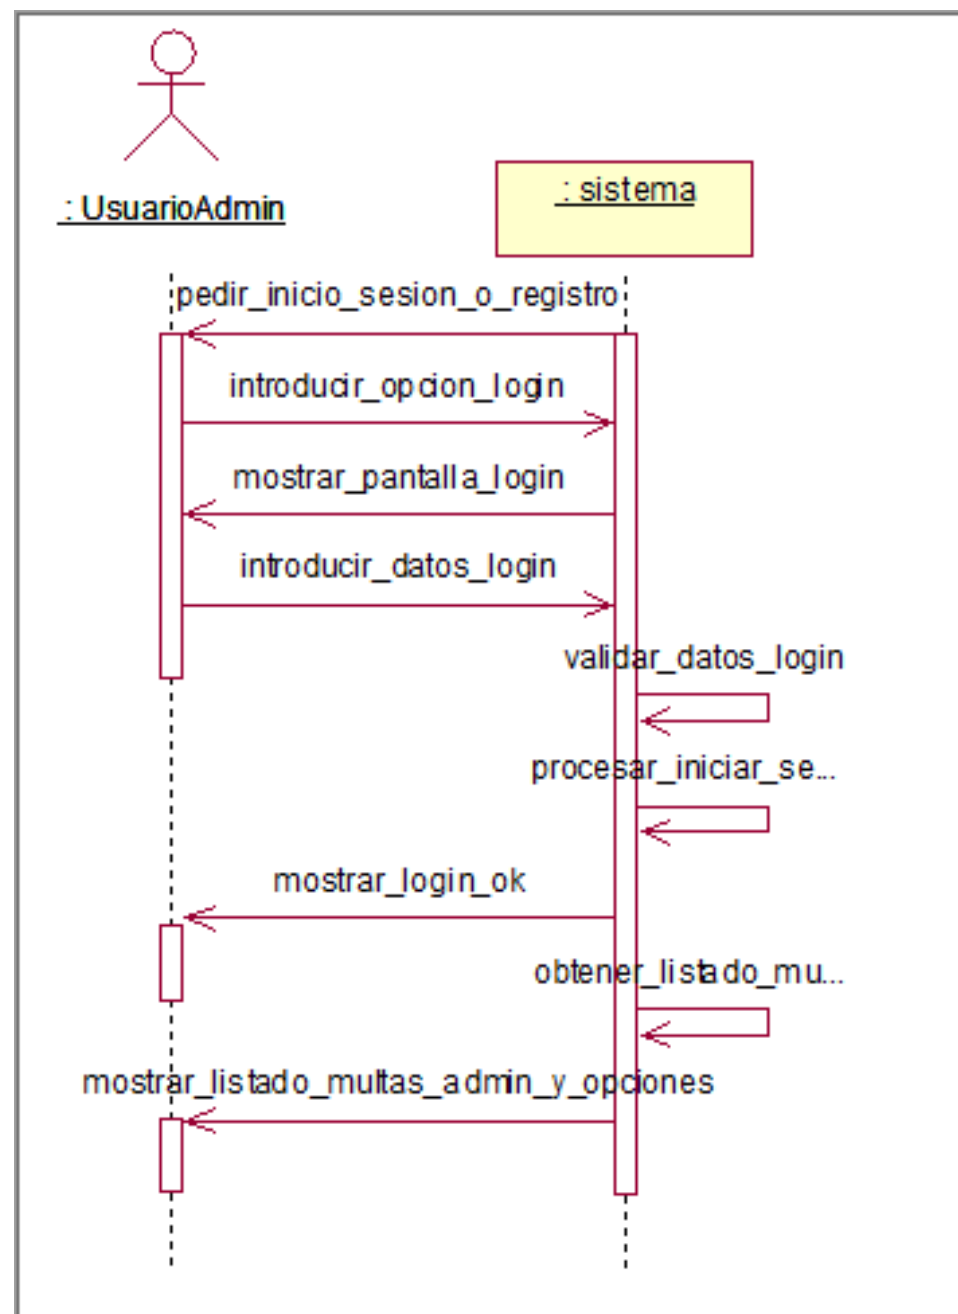 : UsuarioAdmin
: sistema
pedir_inicio_sesion_o_registro
introducir_opcion_login
mostrar_pantalla_login
introducir_datos_login
validar_datos_login
procesar_iniciar_se...
mostrar_login_ok
obtener_listado_mu...
mostrar_listado_multas_admin_y_opciones